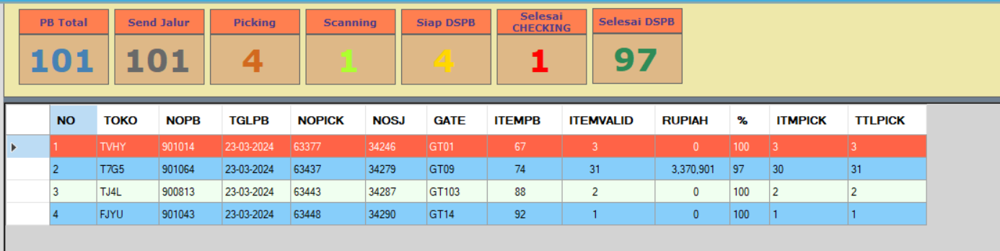 PB Total Send Jalur Picking Scanning Siap DSPB Selesai CHECKING Selesai DSPB
101 101 4 1 4 1 97
NO TOKO NOPB TGLPB NOPICK NOSJ GATE ITEMPB ITEMVALID RUPIAH % ITMPICK TTLPICK
1 TVHY 901014 23-03-2024 63377 34246 GT01 67 3 0 100 3 3
2 T7G5 901064 23-03-2024 63437 34279 GT09 74 31 3,370,901 97 30 31
3 TJ4L 900813 23-03-2024 63443 34287 GT103 88 2 0 100 2 2
4 FJYU 901043 23-03-2024 63448 34290 GT14 92 1 0 100 1 1